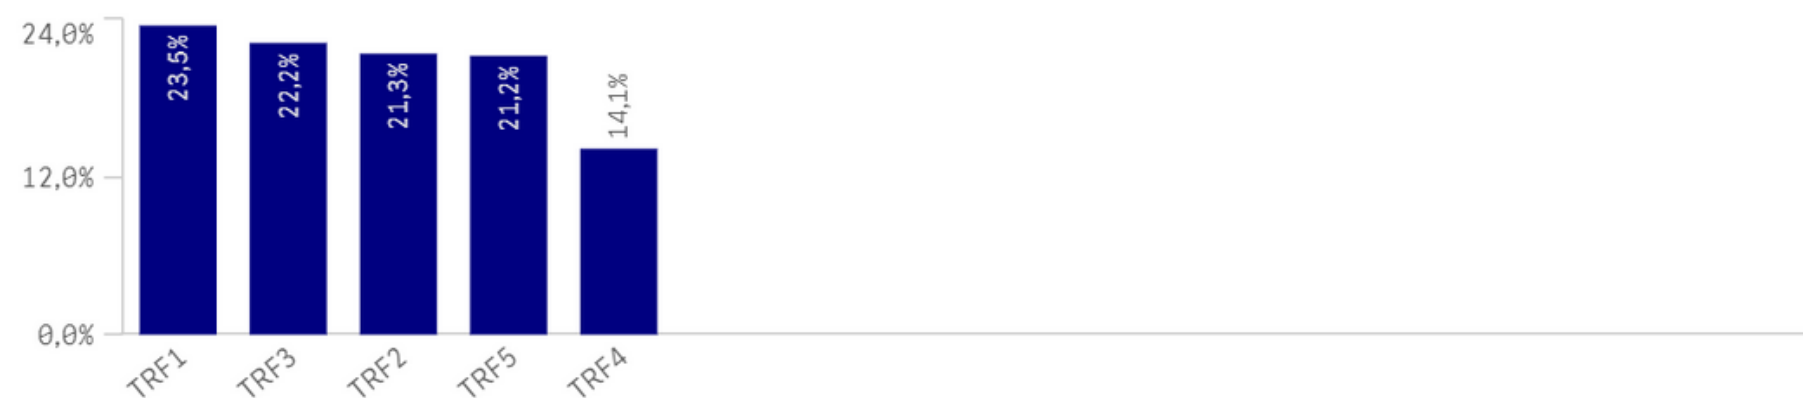 24,0%
12,0%
0,0%
23,5%
22,2%
21,3%
21,2%
14,1%
TRF1
TRF3
TRF2
TRF5
TRF4